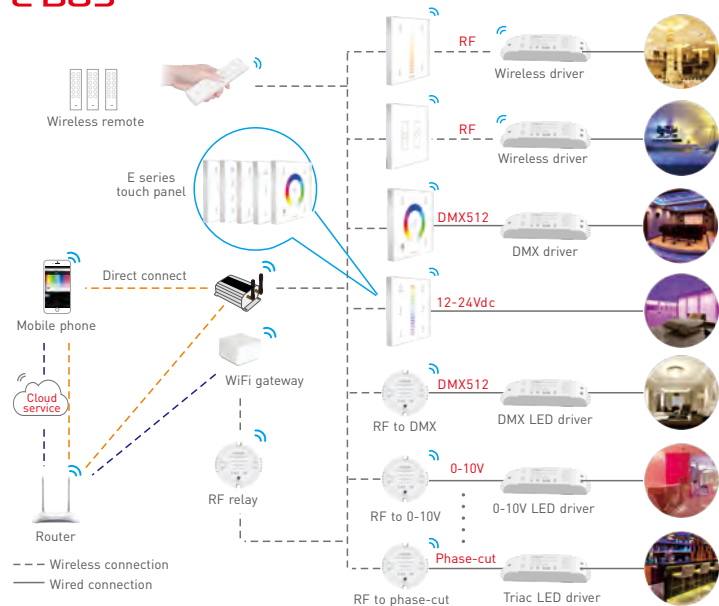 RF
Wireless driver
Wireless remote
RF
Wireless driver
E series
touch panel
DMX512
DMX driver
Direct connect
12-24Vdc
Mobile phone
WiFi gateway
Cloud
service
DMX512
RF to DMX
DMX LED driver
0-10V
RF relay
RF to 0-10V
0-10V LED driver
Router
Phase-cut
Wireless connection
Wired connection
RF to phase-cut
Triac LED driver